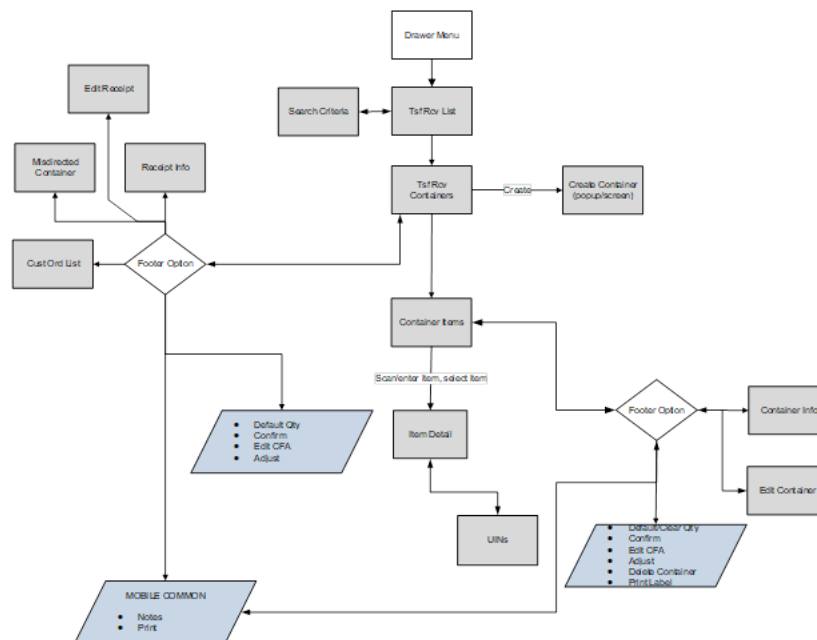 Drawer Menu
Edit Receipt
Search Criteria
Tsf Rcv List
Misdirected
Container
Receipt Info
Tsf Rcv
Containers
Create
Create Container
(popup/screen)
Cust Ord List
Footer Option
Container Items
Scan/enter Item, select Item
Footer Option
Container Info
• Default Qty
• Confirm
• Edit CFA
• Adjust
Item Detail
Edit Container
UINs
• Default/Clear Qty
• Confirm
• Edit CFA
• Adjust
• Delete Container
• Print Label
MOBILE COMMON
• Notes
• Print